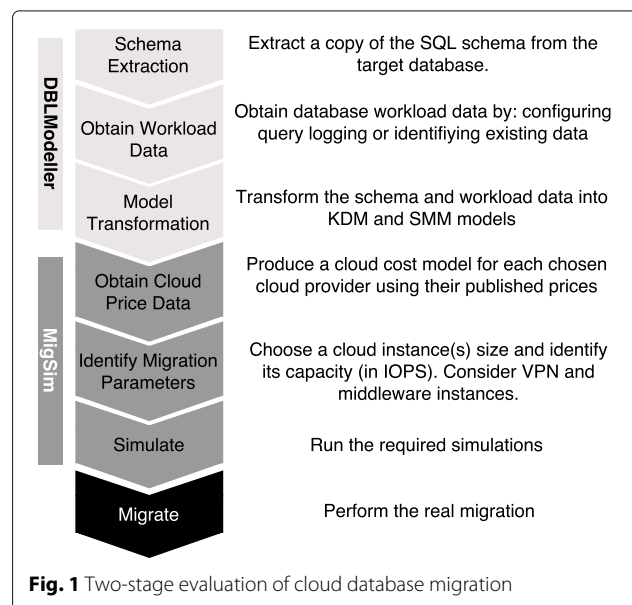 DBLModeller
Schema
Extraction
Extract a copy of the SQL schema from the
target database.
Obtain Workload
Data
Obtain database workload data by: configuring
query logging or identifiying existing data
Model
Transformation
Transform the schema and workload data into
KDM and SMM models
MigSim
Obtain Cloud
Price Data
Produce a cloud cost model for each chosen
cloud provider using their published prices
Identify Migration
Parameters
Choose a cloud instance(s) size and identify
its capacity (in IOPS). Consider VPN and
middleware instances.
Simulate
Run the required simulations
Migrate
Perform the real migration
Fig. 1 Two-stage evaluation of cloud database migration